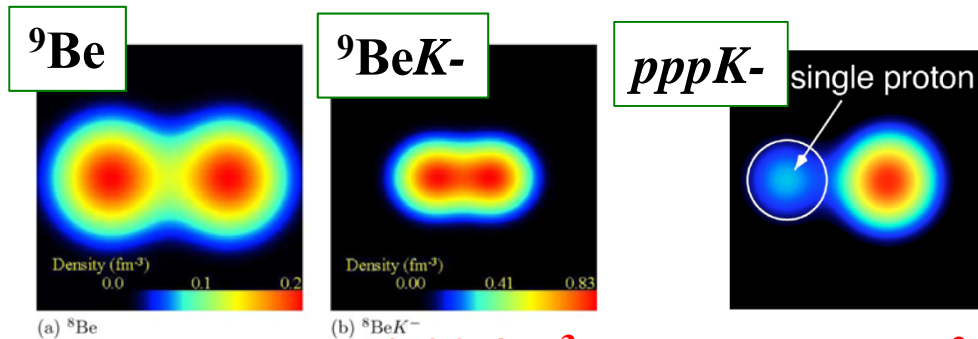 ⁹Be
⁹BeK-
pppK-
single proton
Density (fm⁻³)
0.0 0.1 0.2
Density (fm⁻³)
0.00 0.41 0.83
(a) ⁸Be
(b) ⁸BeK⁻